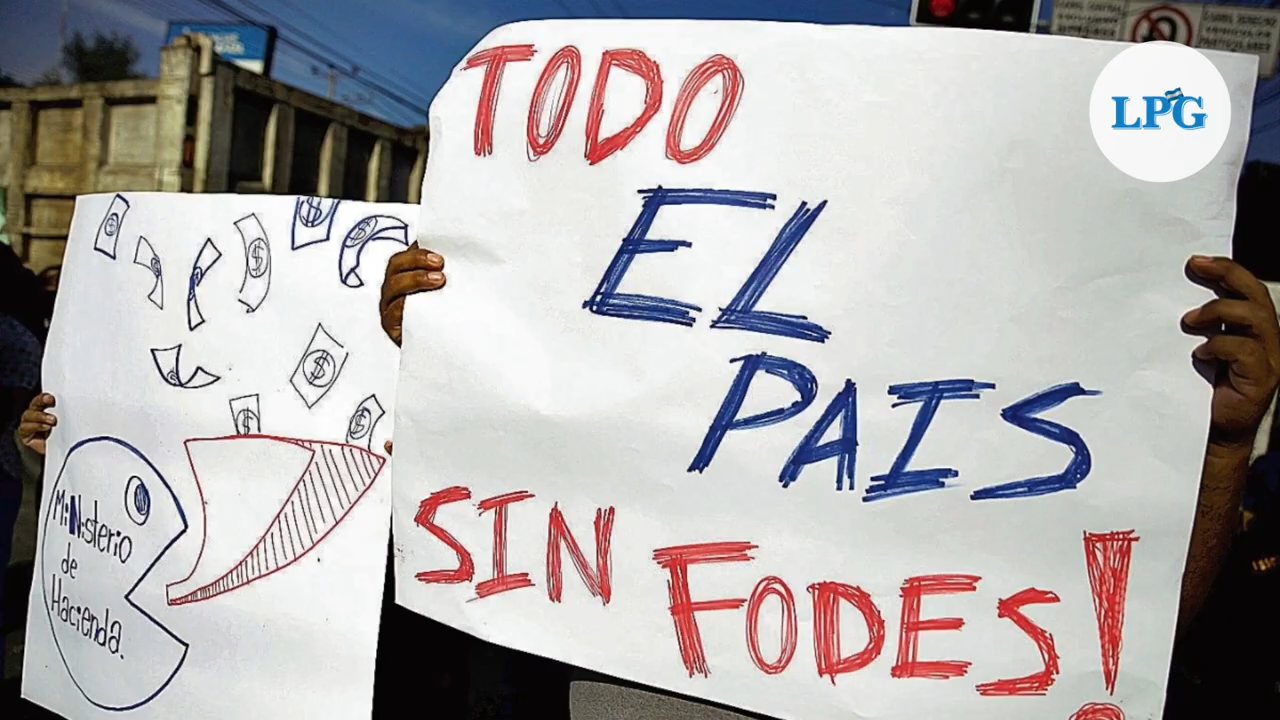 LPG
TODO
EL
PAIS
SIN FODES!
MiNisterio
de
Hacienda.
$
$
$
$
$
$